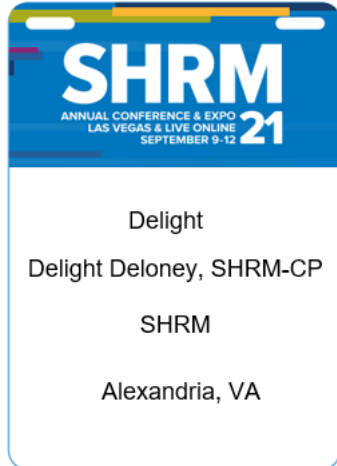 SHRM
ANNUAL CONFERENCE & EXPO
LAS VEGAS & LIVE ONLINE
SEPTEMBER 9-12
21
Delight
Delight Deloney, SHRM-CP
SHRM
Alexandria, VA